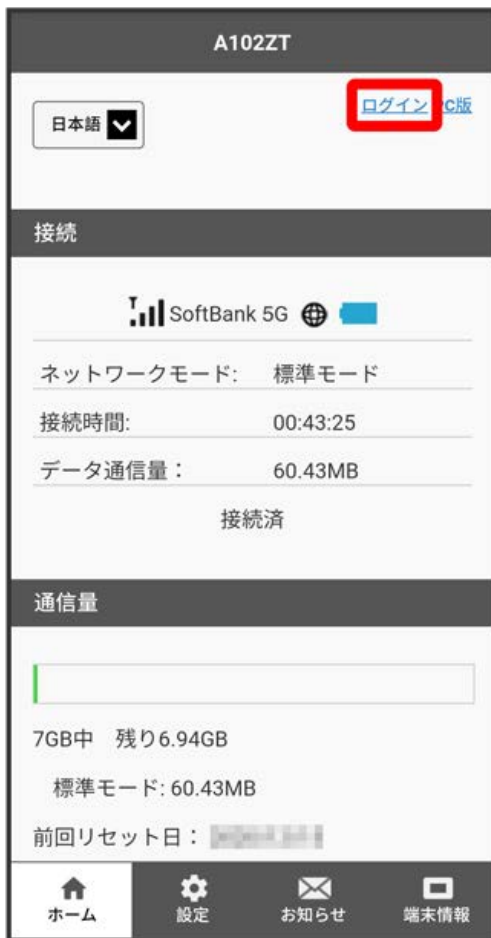 A102ZT
日本語
ログイン
PC版
接続
SoftBank 5G
ネットワークモード: 標準モード
接続時間: 00:43:25
データ通信量： 60.43MB
接続済
通信量
7GB中 残り6.94GB
標準モード: 60.43MB
前回リセット日：
ホーム
設定
お知らせ
端末情報